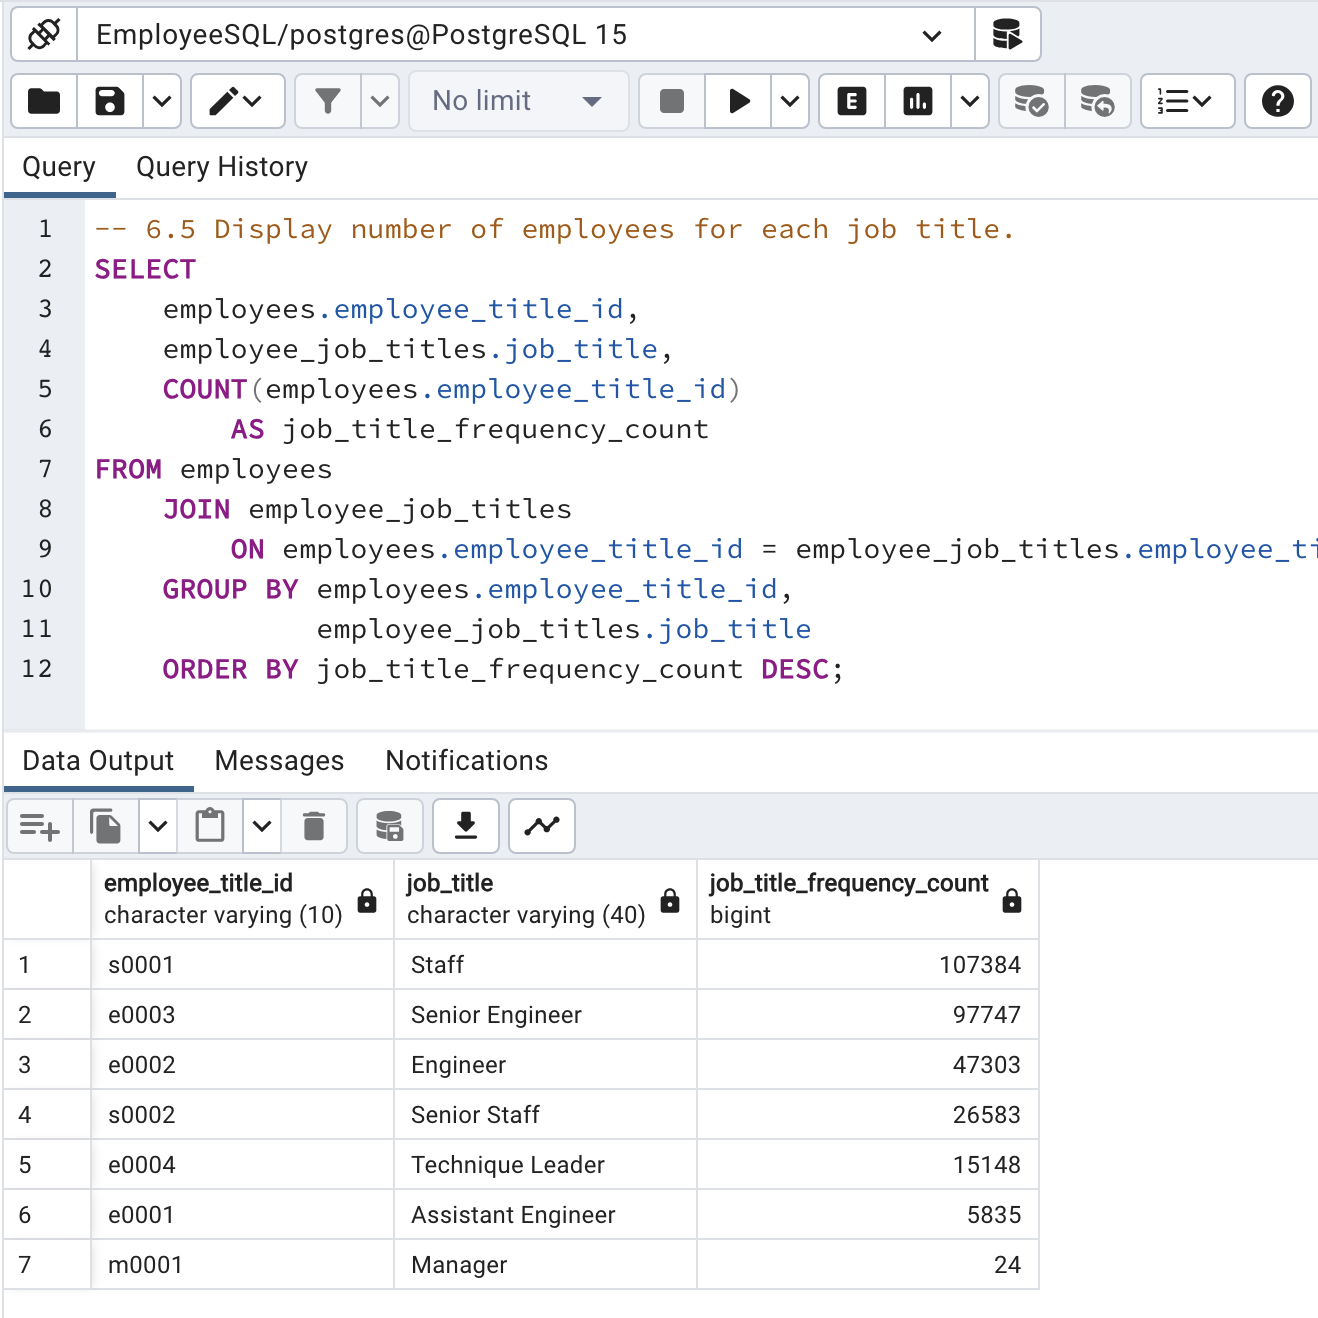 EmployeeSQL/postgres@PostgreSQL 15
No limit
E
Query Query History
1 -- 6.5 Display number of employees for each job title.
2 SELECT
3 employees.employee_title_id,
4 employee_job_titles.job_title,
5 COUNT(employees.employee_title_id)
6 AS job_title_frequency_count
7 FROM employees
8 JOIN employee_job_titles
9 ON employees.employee_title_id = employee_job_titles.employee_ti
10 GROUP BY employees.employee_title_id,
11 employee_job_titles.job_title
12 ORDER BY job_title_frequency_count DESC;
Data Output Messages Notifications
employee_title_id job_title job_title_frequency_count
character varying (10) character varying (40) bigint
1 s0001 Staff 107384
2 e0003 Senior Engineer 97747
3 e0002 Engineer 47303
4 s0002 Senior Staff 26583
5 e0004 Technique Leader 15148
6 e0001 Assistant Engineer 5835
7 m0001 Manager 24